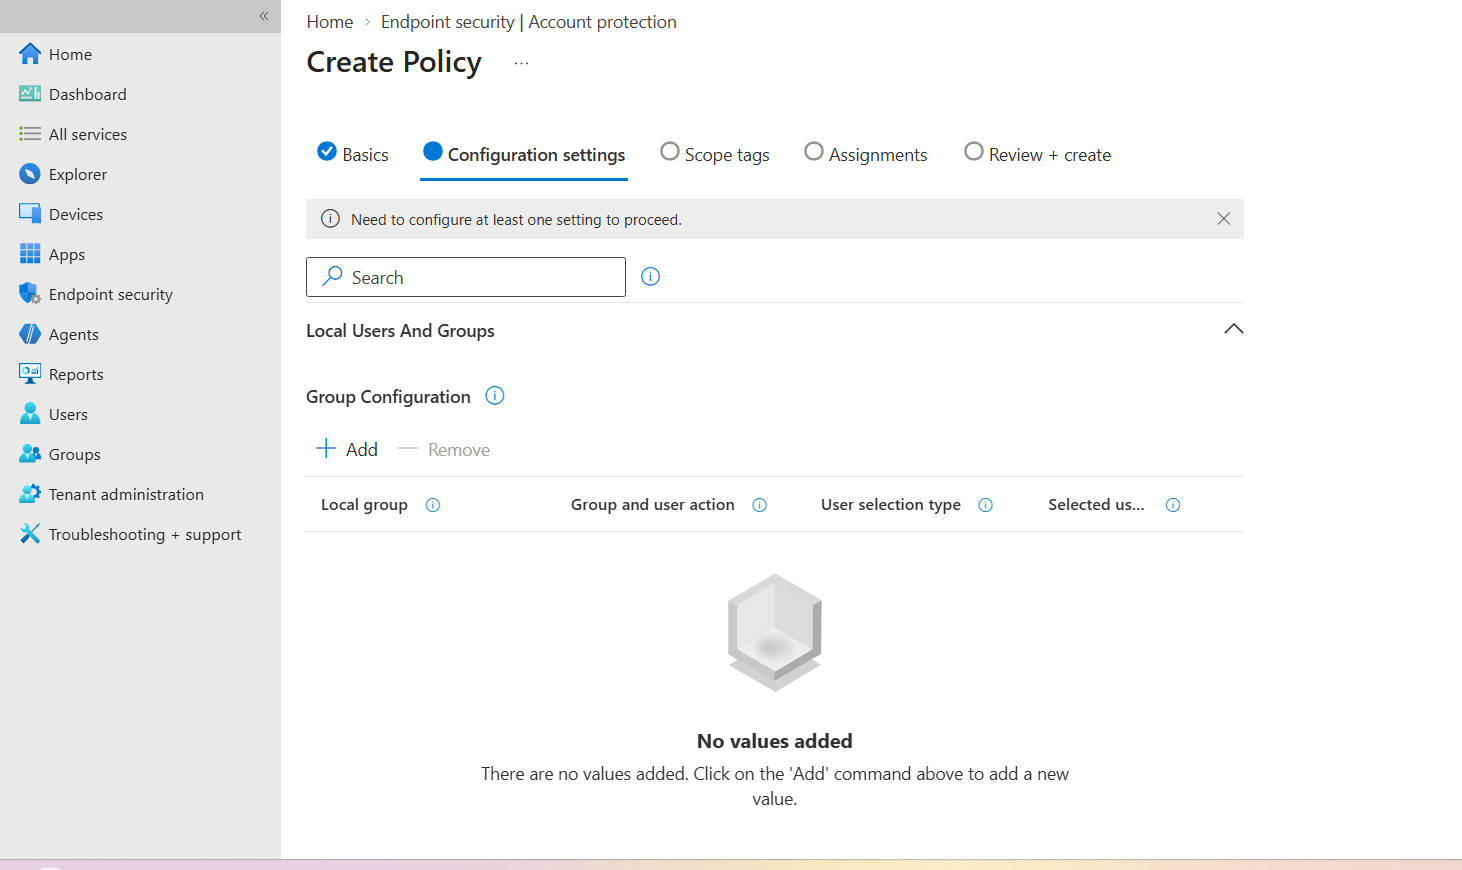 «
Home
Dashboard
All services
Explorer
Devices
Apps
Endpoint security
Agents
Reports
Users
Groups
Tenant administration
Troubleshooting + support
Home > Endpoint security | Account protection
Create Policy ...
Basics Configuration settings Scope tags Assignments Review + create
Need to configure at least one setting to proceed.
Search
Local Users And Groups
Group Configuration
Add Remove
Local group Group and user action User selection type Selected us...
No values added
There are no values added. Click on the 'Add' command above to add a new
value.